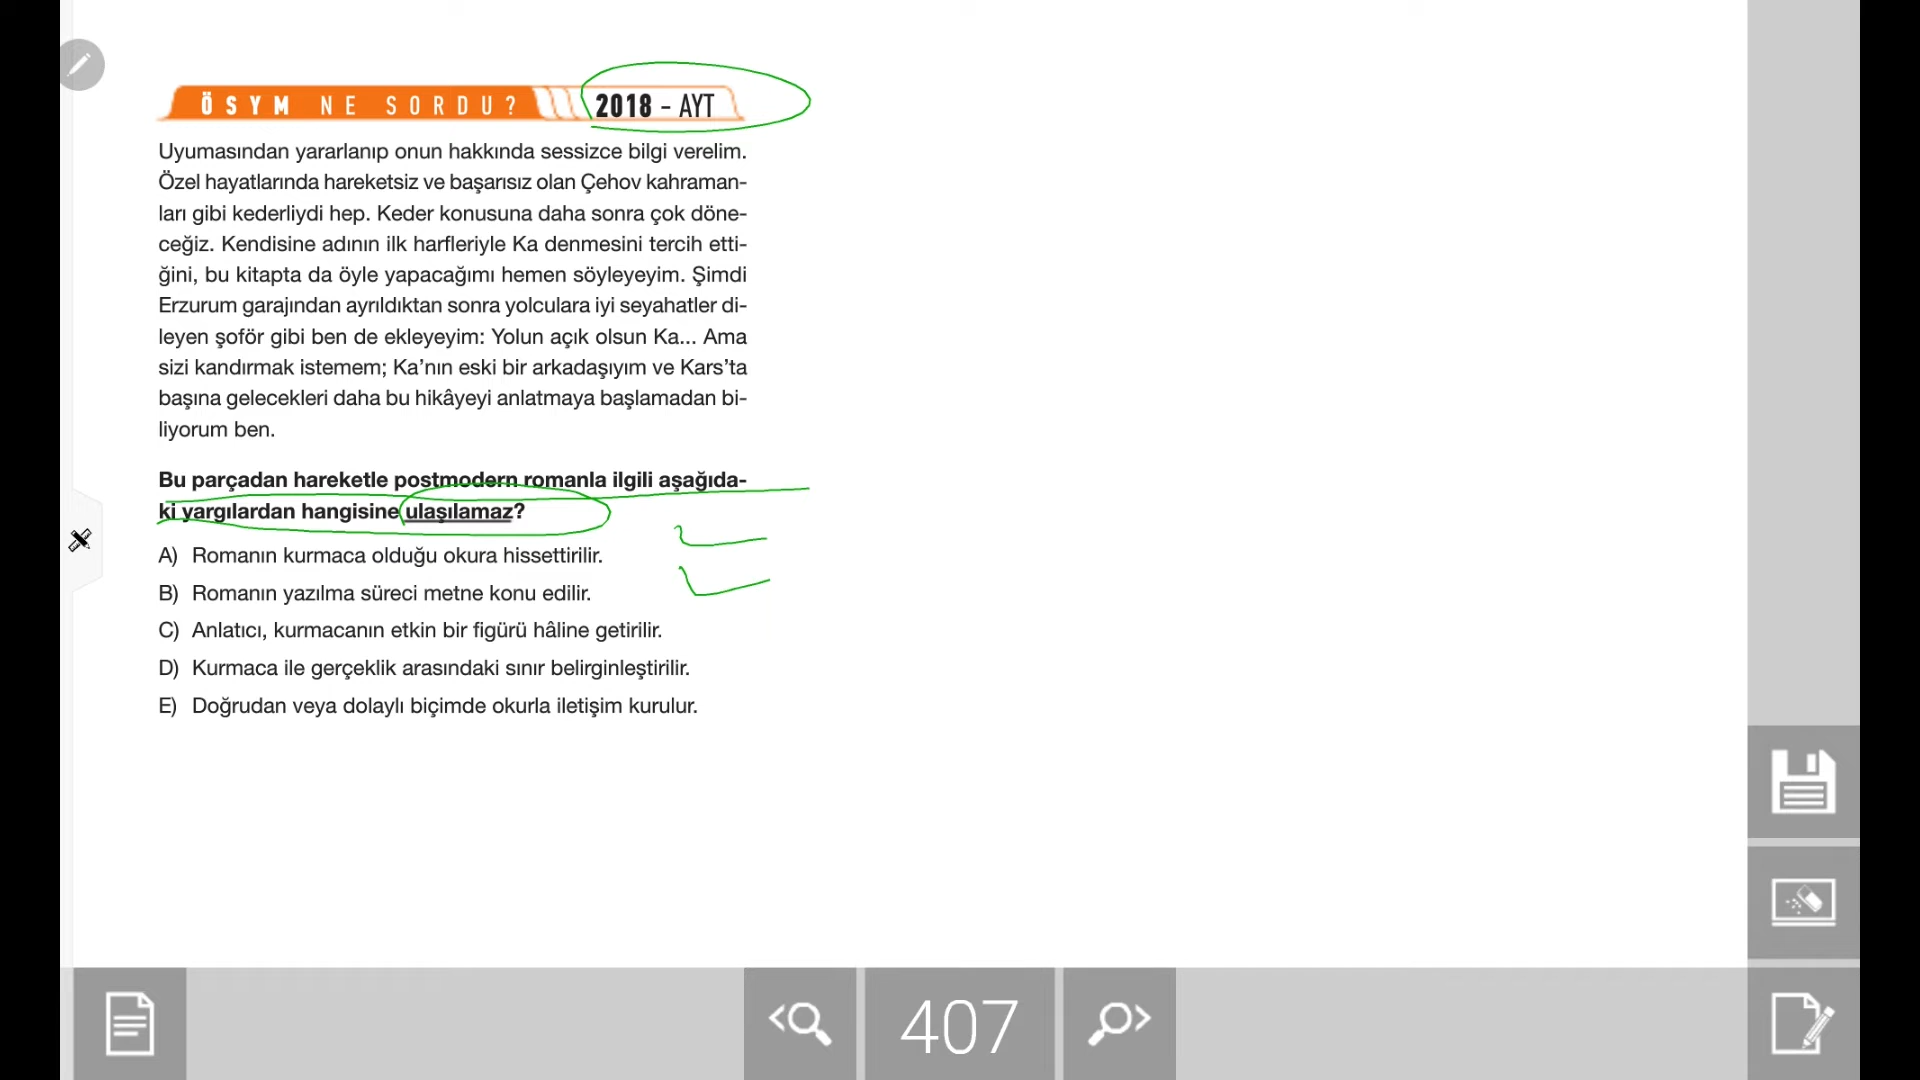 ÖSYM NE SORDU? 2018 - AYT
Uyumasından yararlanıp onun hakkında sessizce bilgi verelim.
Özel hayatlarında hareketsiz ve başarısız olan Çehov kahraman-
ları gibi kederliydi hep. Keder konusuna daha sonra çok döne-
ceğiz. Kendisine adının ilk harfleriyle Ka denmesini tercih etti-
ğini, bu kitapta da öyle yapacağımı hemen söyleyeyim. Şimdi
Erzurum garajından ayrıldıktan sonra yolculara iyi seyahatler di-
leyen şoför gibi ben de ekleyeyim: Yolun açık olsun Ka... Ama
sizi kandırmak istemem; Ka’nın eski bir arkadaşıyım ve Kars’ta
başına gelecekleri daha bu hikâyeyi anlatmaya başlamadan bi-
liyorum ben.
Bu parçadan hareketle postmodern romanla ilgili aşağıda-
ki yargılardan hangisine ulaşılamaz?
A) Romanın kurmaca olduğu okura hissettirilir.
B) Romanın yazılma süreci metne konu edilir.
C) Anlatıcı, kurmacanın etkin bir figürü hâline getirilir.
D) Kurmaca ile gerçeklik arasındaki sınır belirginleştirilir.
E) Doğrudan veya dolaylı biçimde okurla iletişim kurulur.
407